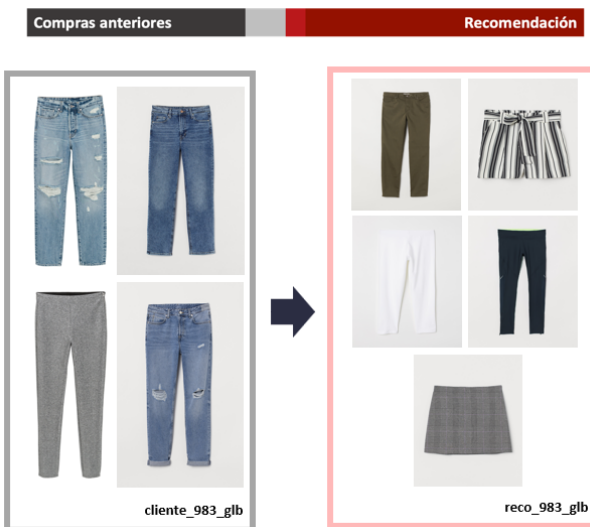 Compras anteriores
Recomendación
cliente_983_glb
reco_983_glb